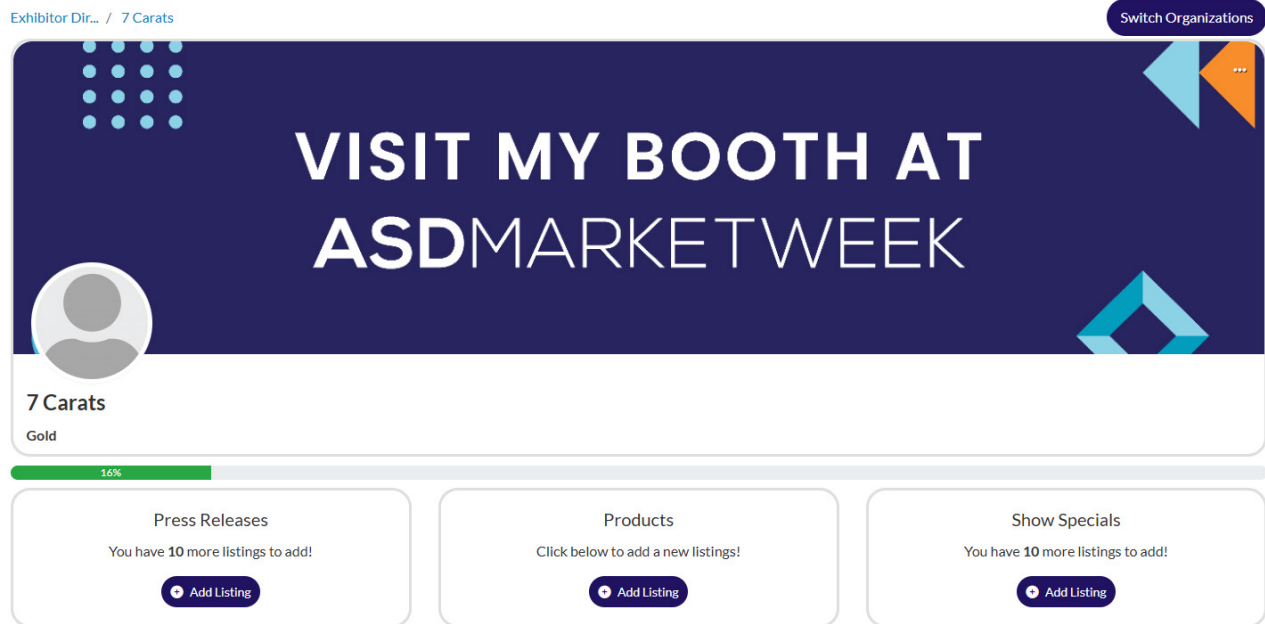 Exhibitor Dir... / 7 Carats
Switch Organizations
VISIT MY BOOTH AT
ASDMARKETWEEK
7 Carats
Gold
16%
Press Releases
You have 10 more listings to add!
Add Listing
Products
Click below to add a new listings!
Add Listing
Show Specials
You have 10 more listings to add!
Add Listing